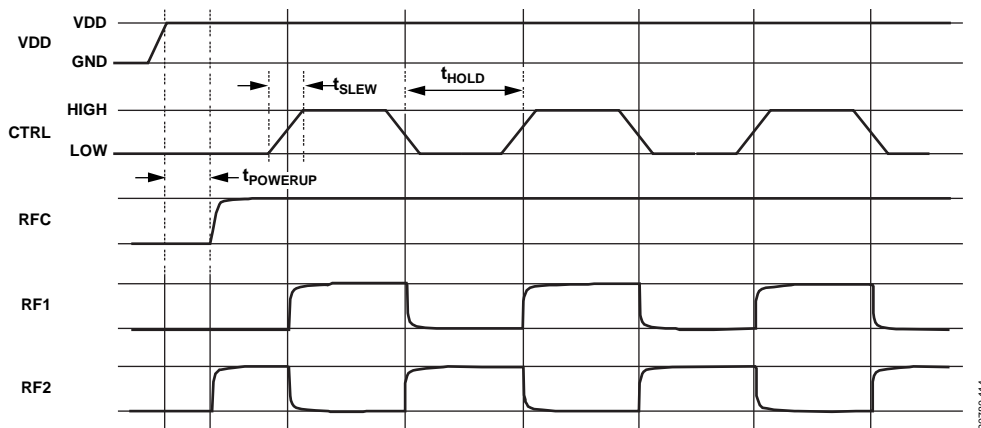 VDD
VDD
GND
tSLEW
tHOLD
HIGH
CTRL
LOW
tPOWERUP
RFC
RF1
RF2